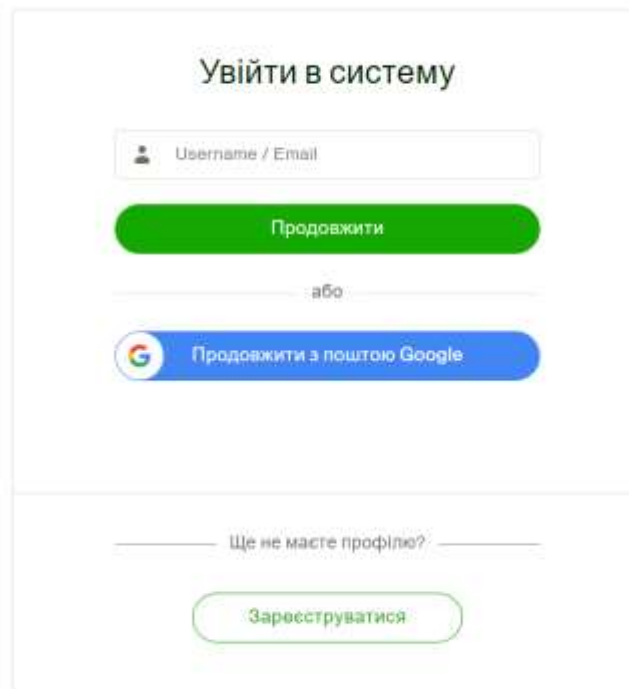 Увійти в систему
Username / Email
Продовжити
або
Продовжити з поштою Google
Ще не маєте профілю?
Зареєструватися